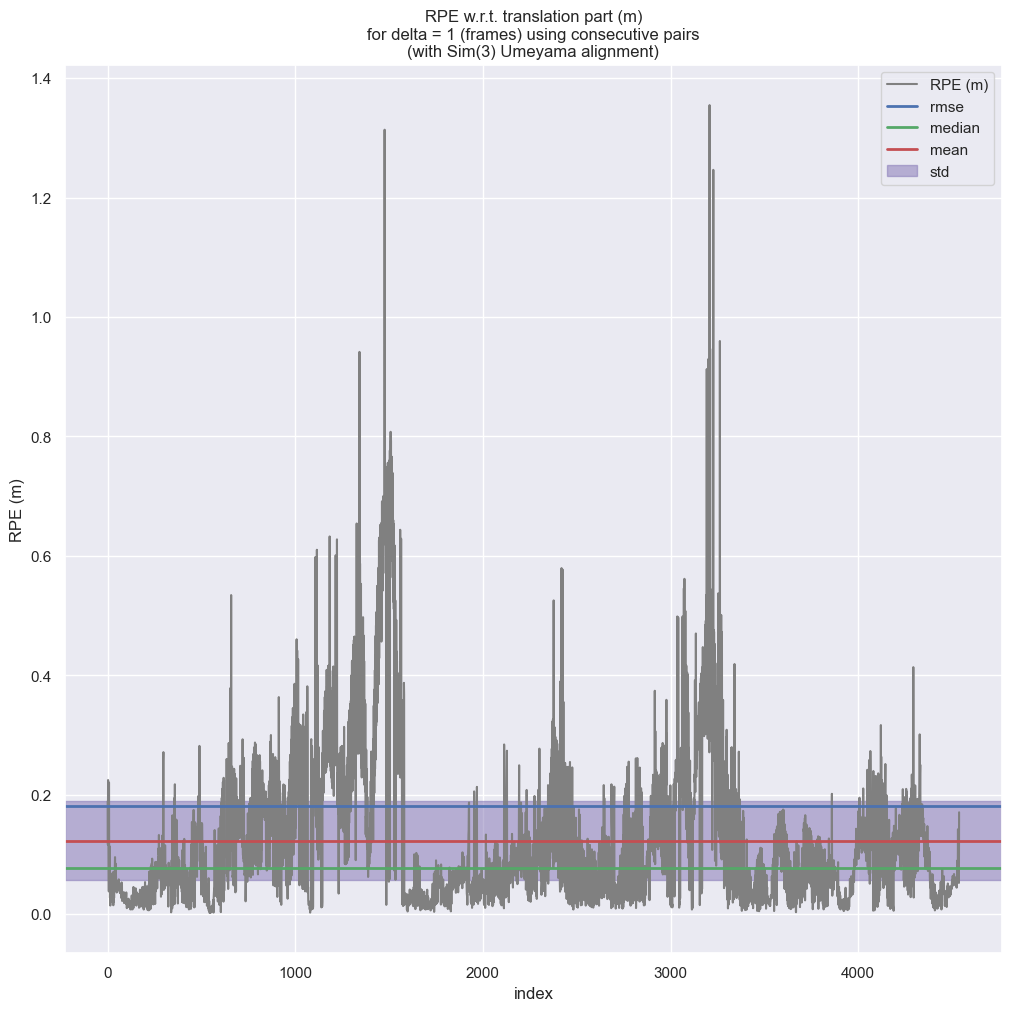 RPE w.r.t. translation part (m)
for delta = 1 (frames) using consecutive pairs
(with Sim(3) Umeyama alignment)
RPE (m)
rmse
median
mean
std
1.4
1.2
1.0
0.8
0.6
0.4
0.2
0.0
RPE (m)
0
1000
2000
3000
4000
index